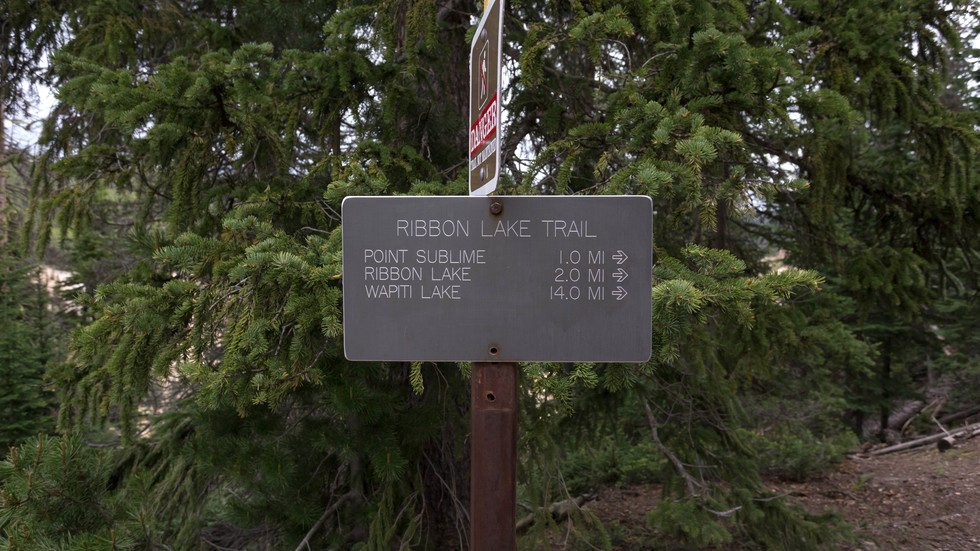 DANGER
RIBBON LAKE TRAIL
POINT SUBLIME 1.0 MI →
RIBBON LAKE 2.0 MI →
WAPITI LAKE 14.0 MI →